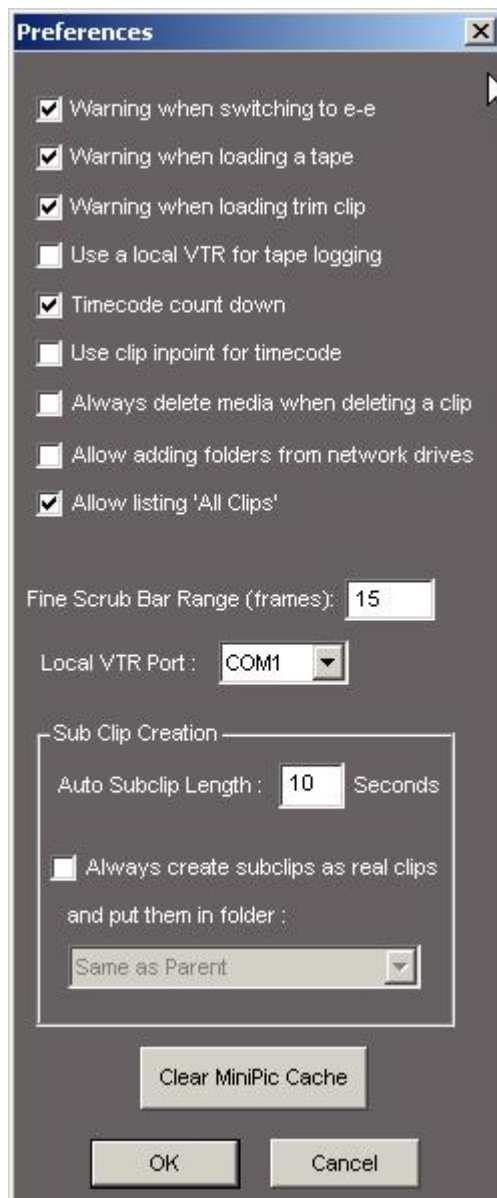 Preferences
Warning when switching to e-e
Warning when loading a tape
Warning when loading trim clip
Use a local VTR for tape logging
Timecode count down
Use clip inpoint for timecode
Always delete media when deleting a clip
Allow adding folders from network drives
Allow listing 'All Clips'
Fine Scrub Bar Range (frames): 15
Local VTR Port : COM1
Sub Clip Creation
Auto Subclip Length : 10 Seconds
Always create subclips as real clips
and put them in folder :
Same as Parent
Clear MiniPic Cache
OK Cancel